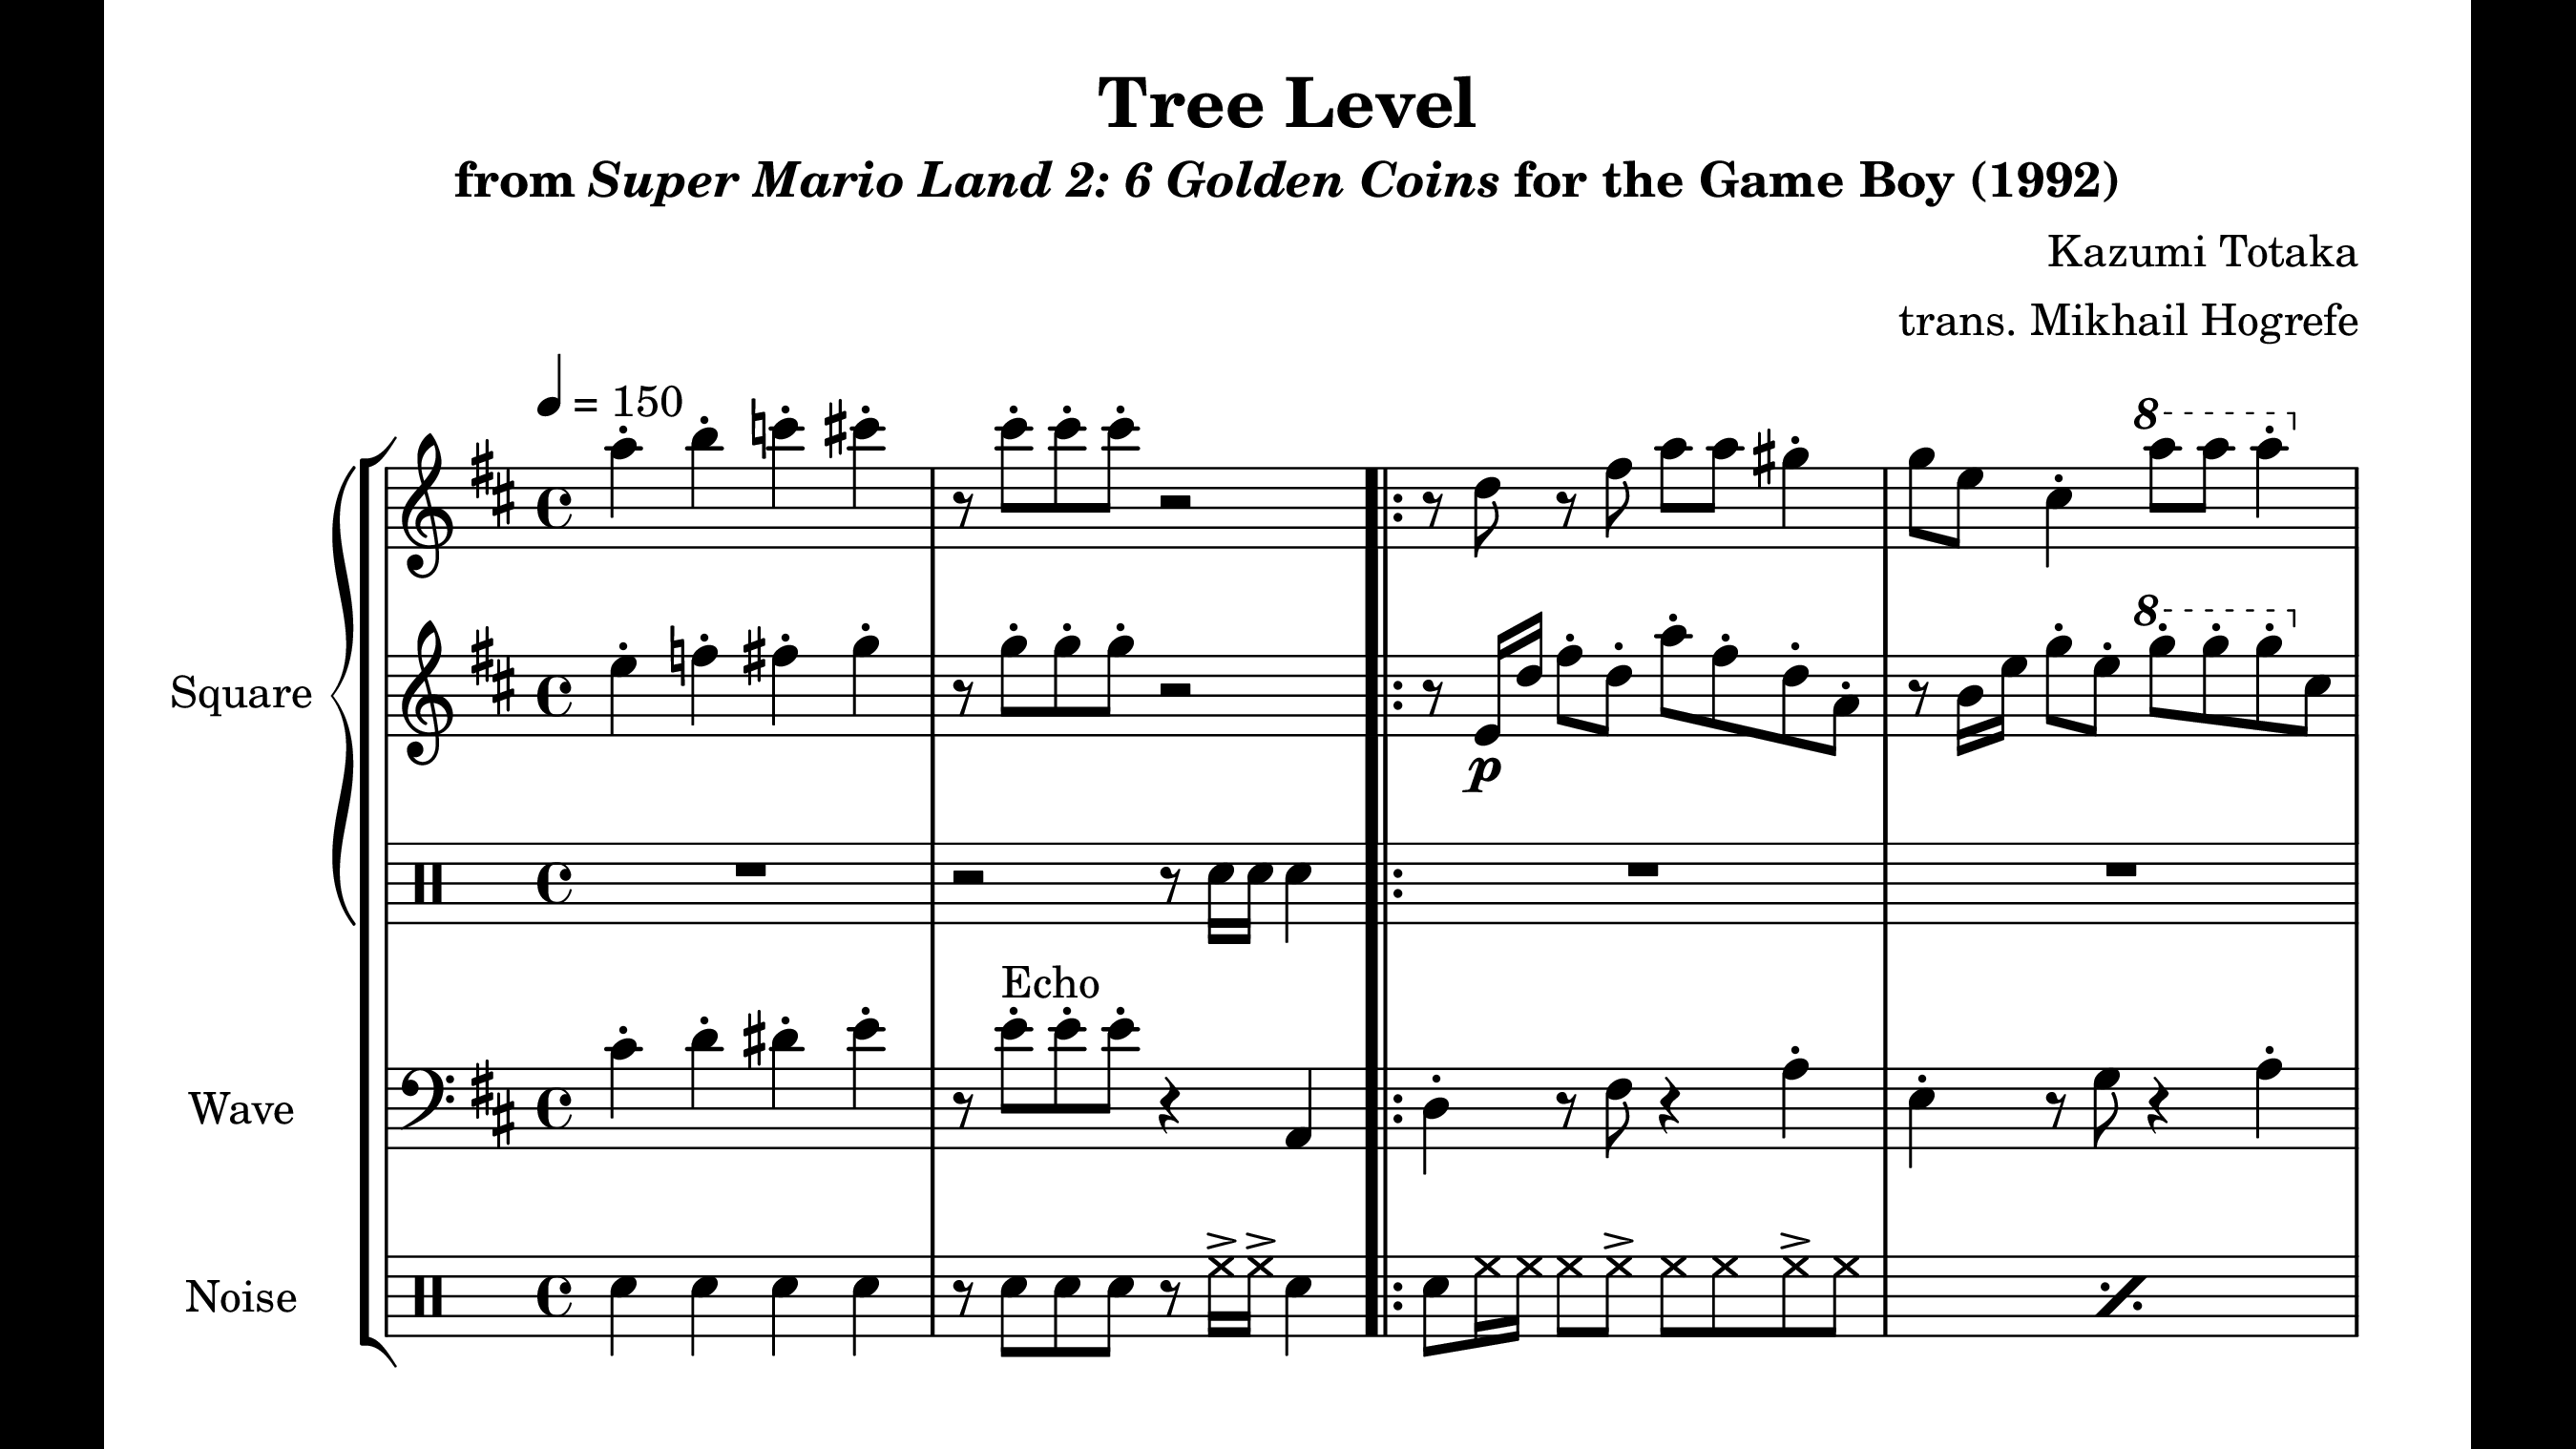 Tree Level
from Super Mario Land 2: 6 Golden Coins for the Game Boy (1992)
Kazumi Totaka
trans. Mikhail Hogrefe
= 150
8
8
Square
p
Echo
Wave
Noise